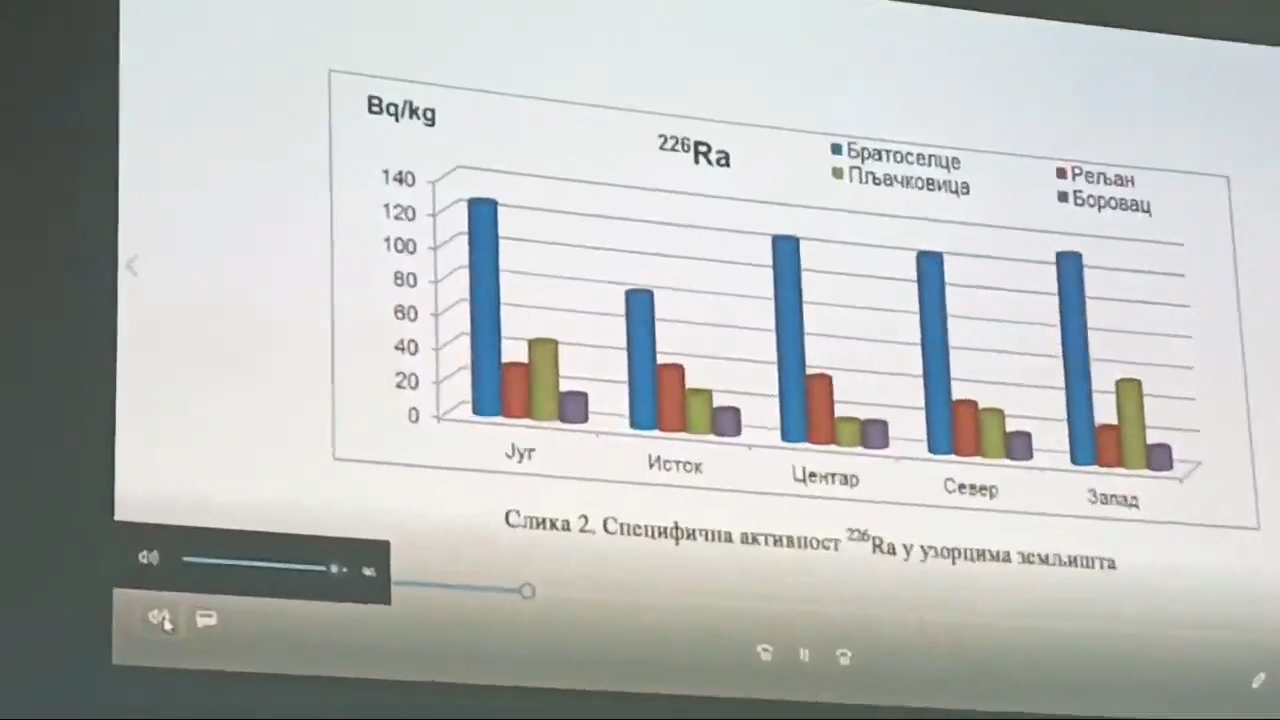 Bq/kg
²²⁶Ra
Братоселце
Рељан
Пљачковица
Боровац
140
120
100
80
60
40
20
0
Југ
Исток
Центар
Север
Запад
Слика 2. Специфична активност ²²⁶Ra у узорцима земљишта